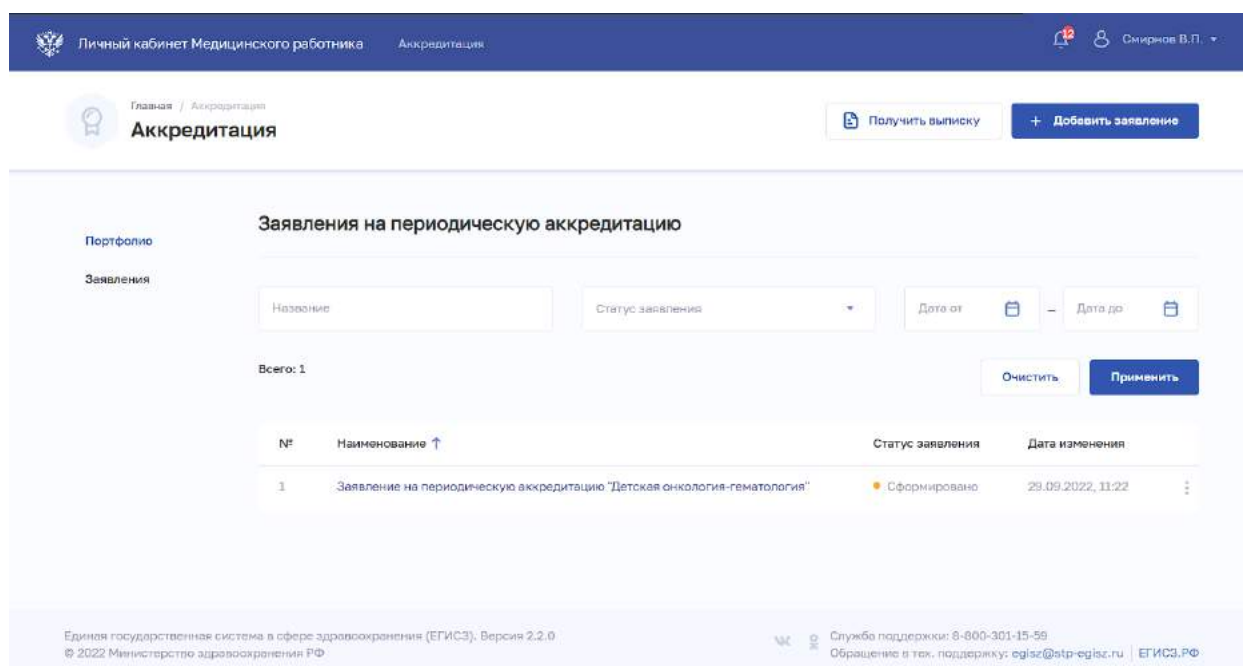 Личный кабинет Медицинского работника Аккредитация 12 Смирнов В.П.
Главная / Аккредитация
Аккредитация
Получить выписку
+ Добавить заявление
Портфолио
Заявления
Заявления на периодическую аккредитацию
Название
Статус заявления
Дата от – Дата до
Всего: 1
Очистить
Применить
№ Наименование ↑ Статус заявления Дата изменения
1 Заявление на периодическую аккредитацию "Детская онкология-гематология" Сформировано 29.09.2022, 11:22
Единая государственная система в сфере здравоохранения (ЕГИСЗ). Версия 2.2.0
© 2022 Министерство здравоохранения РФ
Служба поддержки: 8-800-301-15-59
Обращение в тех. поддержку: egisz@stp-egisz.ru | ЕГИСЗ.РФ